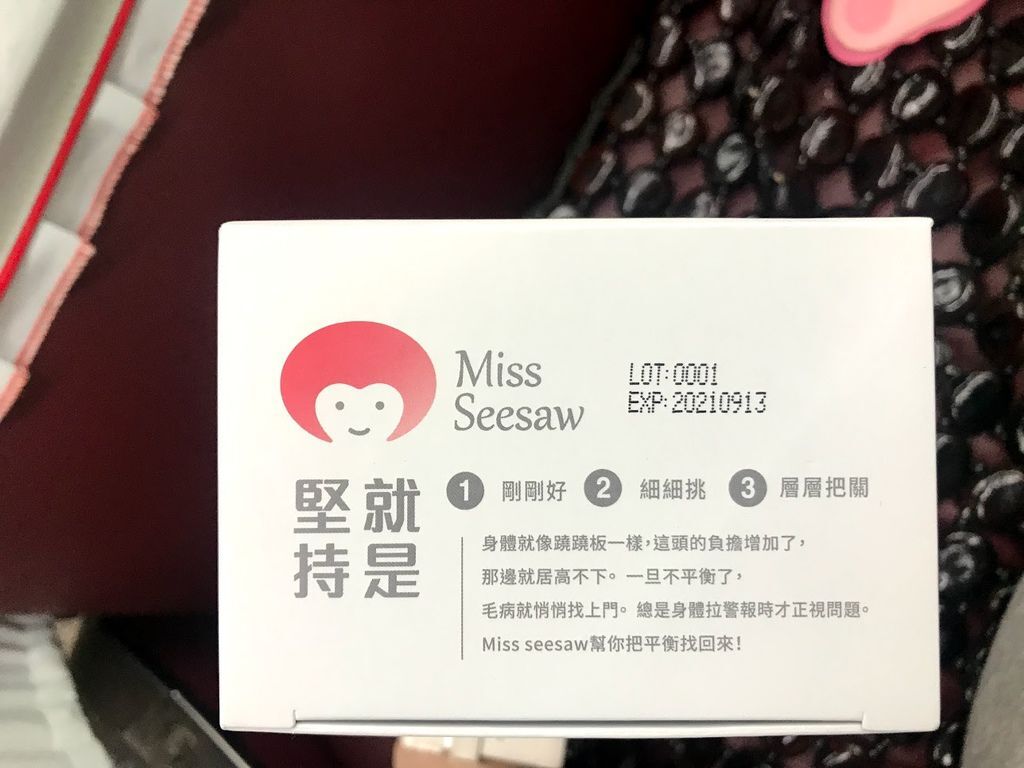 Miss
Seesaw
LOT:0001
EXP:20210913
就是
堅持
1 剛剛好 2 細細挑 3 層層把關
身體就像蹺蹺板一樣,這頭的負擔增加了,
那邊就居高不下。一旦不平衡了,
毛病就悄悄找上門。總是身體拉警報時才正視問題。
Miss seesaw幫你把平衡找回來!